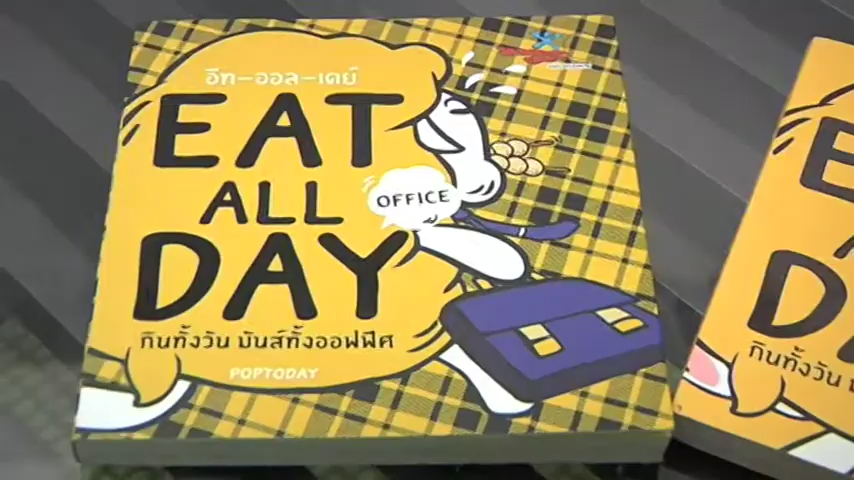 อีท-ออล-เดย์
EAT
ALL
DAY
OFFICE
กินทั้งวัน มันส์ทั้งออฟฟิศ
POPTODAY
กินทั้งวัน